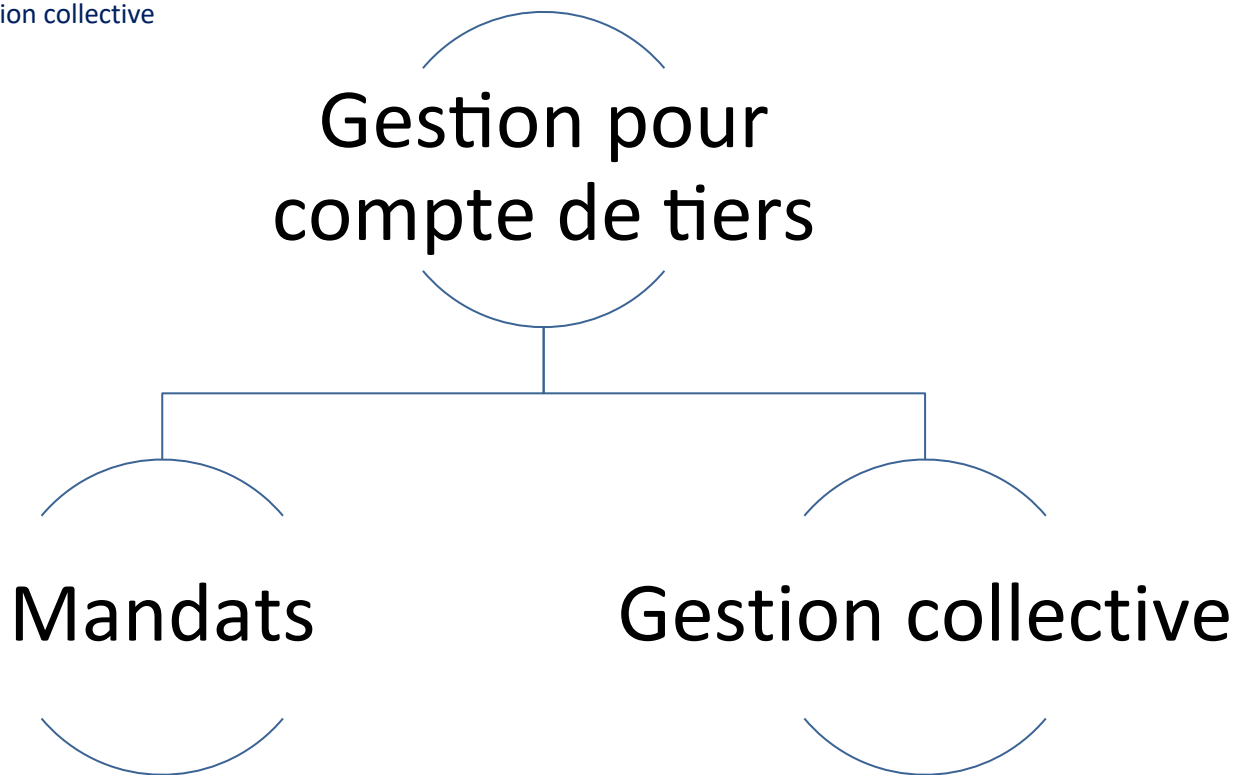 ion collective
Gestion pour
compte de tiers
Mandats
Gestion collective